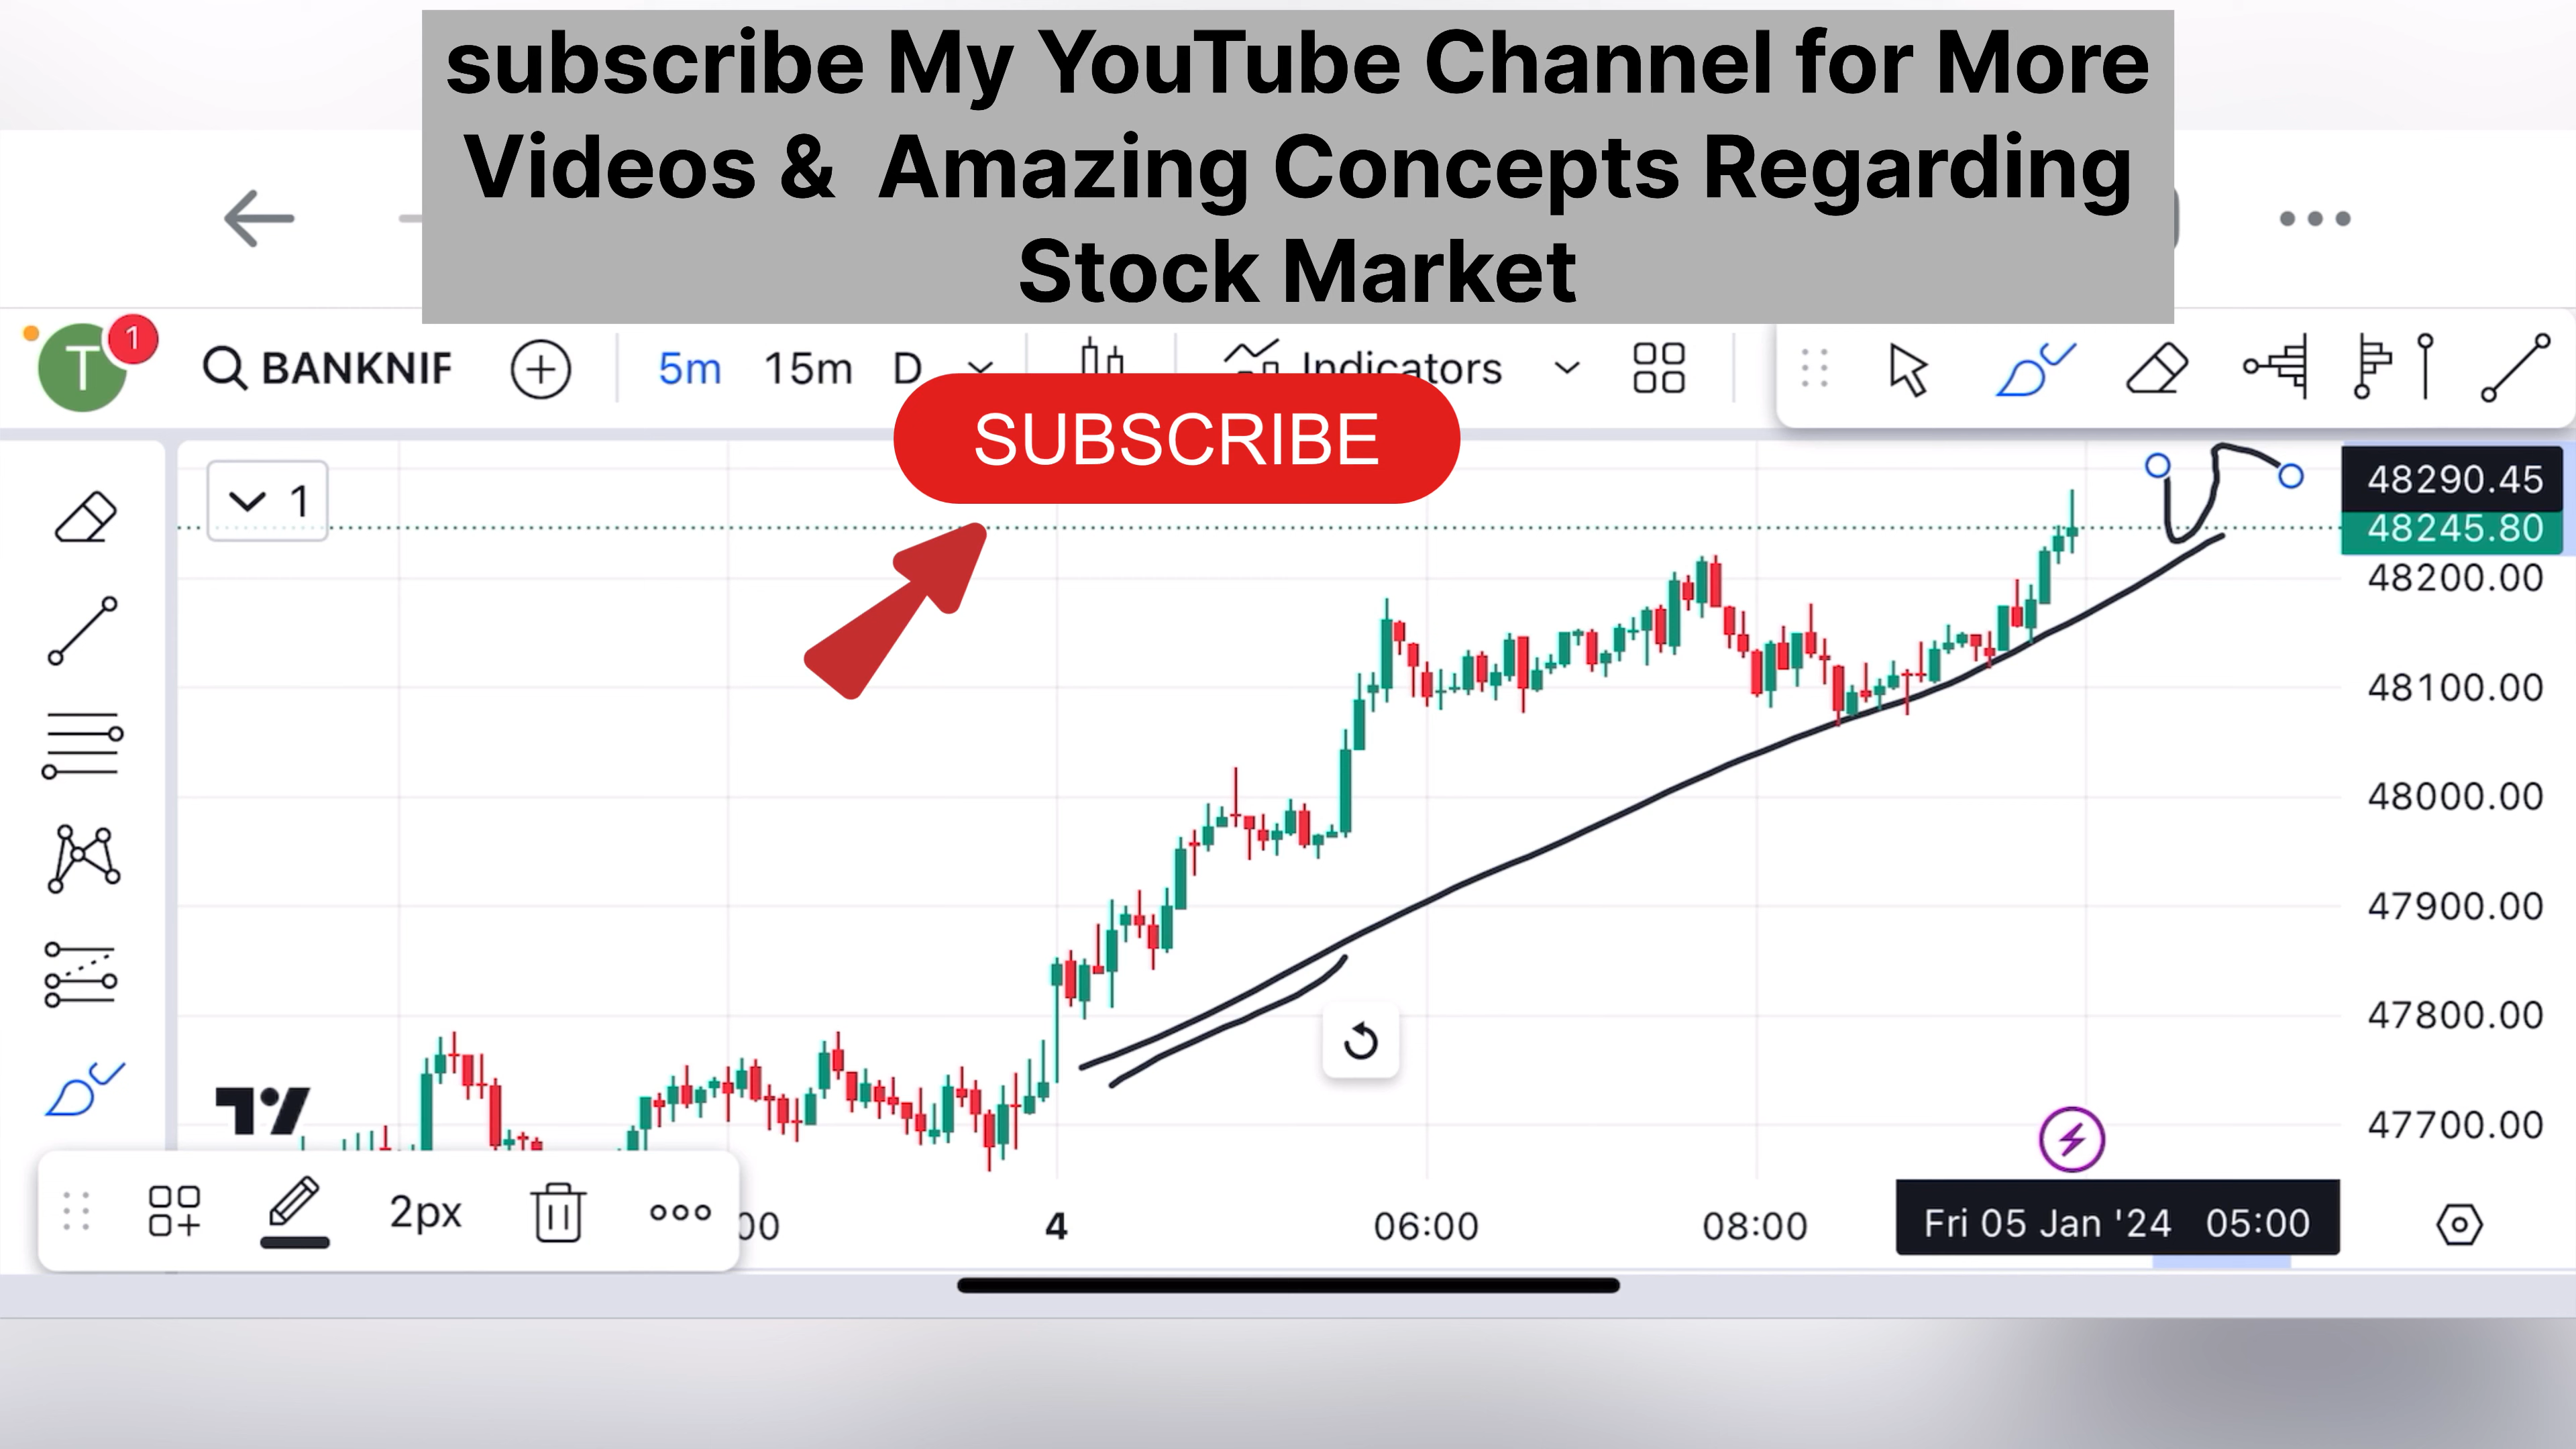 subscribe My YouTube Channel for More
Videos & Amazing Concepts Regarding
Stock Market
T
1
BANKNIF
5m
15m
D
Indicators
SUBSCRIBE
1
48290.45
48245.80
48200.00
48100.00
48000.00
47900.00
47800.00
47700.00
2px
00
4
06:00
08:00
Fri 05 Jan '24 05:00